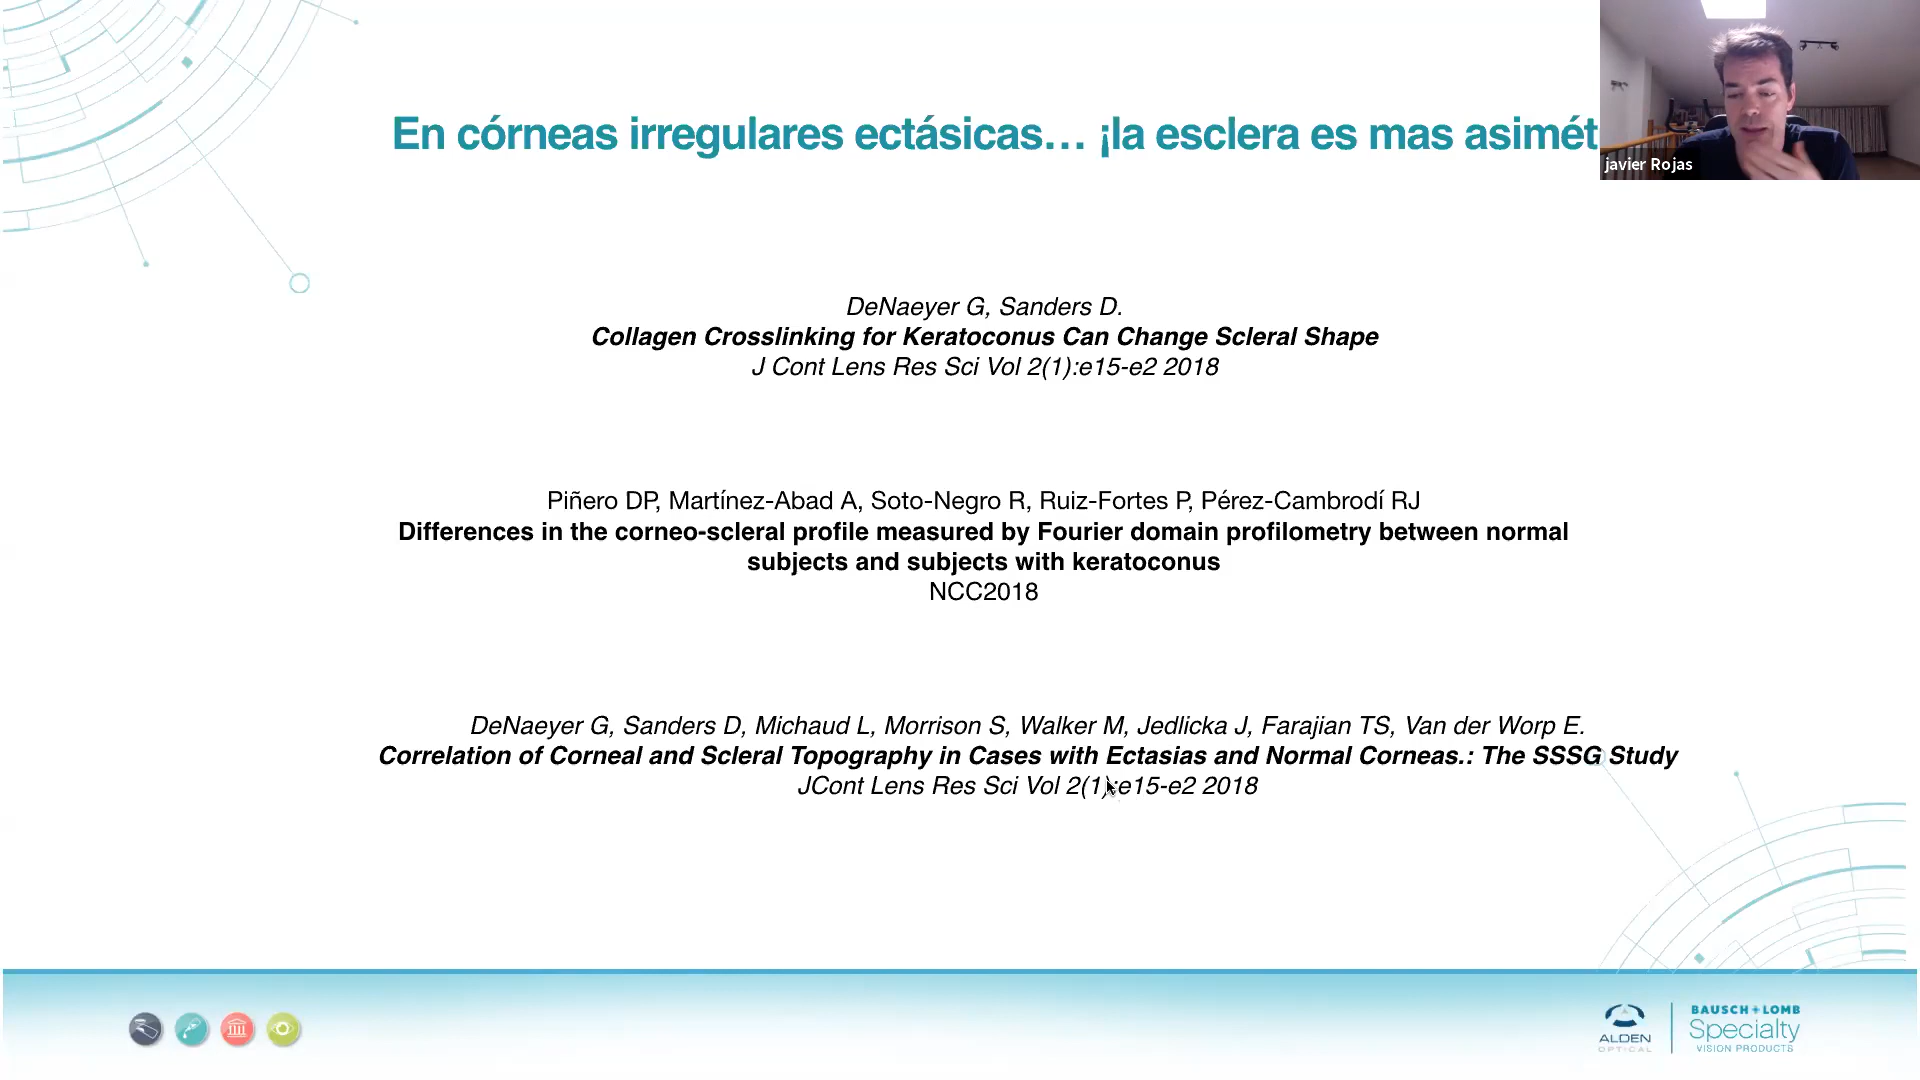 En córneas irregulares ectásicas… ¡la esclera es mas asimét
javier Rojas
DeNaeyer G, Sanders D.
Collagen Crosslinking for Keratoconus Can Change Scleral Shape
J Cont Lens Res Sci Vol 2(1):e15-e2 2018
Piñero DP, Martínez-Abad A, Soto-Negro R, Ruiz-Fortes P, Pérez-Cambrodí RJ
Differences in the corneo-scleral profile measured by Fourier domain profilometry between normal
subjects and subjects with keratoconus
NCC2018
DeNaeyer G, Sanders D, Michaud L, Morrison S, Walker M, Jedlicka J, Farajian TS, Van der Worp E.
Correlation of Corneal and Scleral Topography in Cases with Ectasias and Normal Corneas.: The SSSG Study
JCont Lens Res Sci Vol 2(1):e15-e2 2018
ALDEN
OPTICAL
BAUSCH + LOMB
Specialty
VISION PRODUCTS